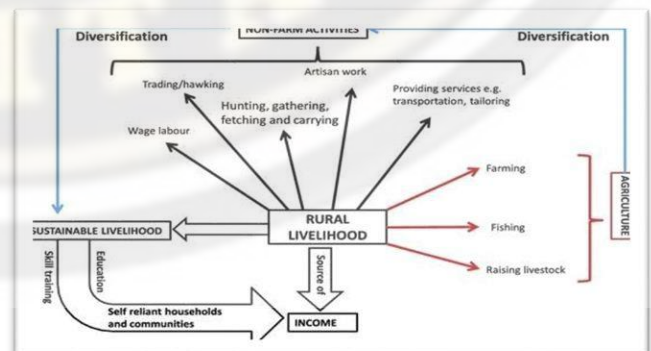 NON-FARM ACTIVITIES
Diversification
Diversification
Trading/hawking
Artisan work
Hunting, gathering,
fetching and carrying
Providing services e.g.
transportation, tailoring
Wage labour
Farming
Fishing
Raising livestock
AGRICULTURE
RURAL
LIVELIHOOD
SUSTAINABLE LIVELIHOOD
Source of
INCOME
Skill training
Education
Self reliant households
and communities